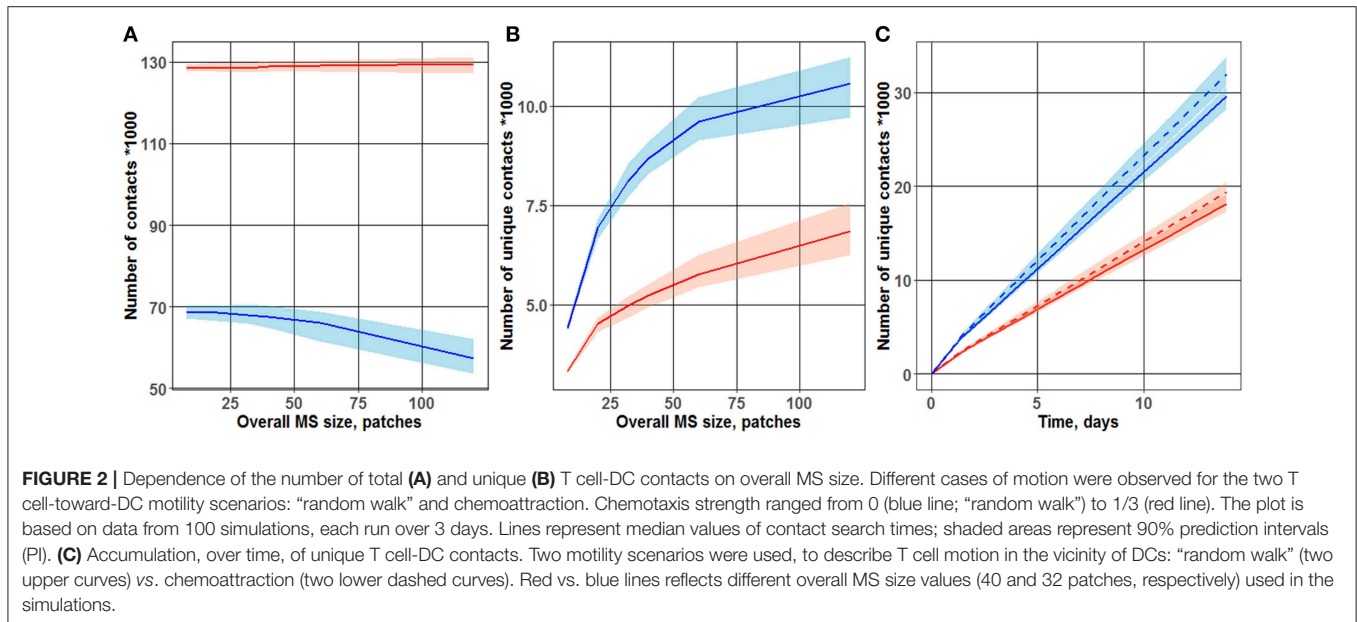 A
B
C
Number of contacts *1000
130
110
90
70
50
25
50
75
100
Overall MS size, patches
Number of unique contacts *1000
10.0
7.5
5.0
25
50
75
100
Overall MS size, patches
Number of unique contacts *1000
30
20
10
0
0
5
10
Time, days
FIGURE 2 | Dependence of the number of total (A) and unique (B) T cell-DC contacts on overall MS size. Different cases of motion were observed for the two T
cell-toward-DC motility scenarios: “random walk” and chemoattraction. Chemotaxis strength ranged from 0 (blue line; “random walk”) to 1/3 (red line). The plot is
based on data from 100 simulations, each run over 3 days. Lines represent median values of contact search times; shaded areas represent 90% prediction intervals
(PI). (C) Accumulation, over time, of unique T cell-DC contacts. Two motility scenarios were used, to describe T cell motion in the vicinity of DCs: “random walk” (two
upper curves) vs. chemoattraction (two lower dashed curves). Red vs. blue lines reflects different overall MS size values (40 and 32 patches, respectively) used in the
simulations.